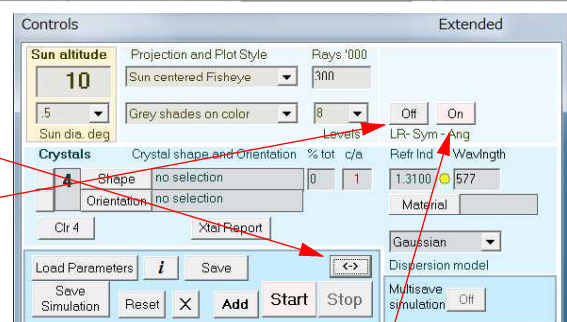 Controls Extended
Sun altitude Projection and Plot Style Rays '000
10 Sun centered Fisheye 300
.5 Grey shades on color 8 Off On
Sun dia. deg Levels LR- Sym - Ang
Crystals Crystal shape and Orientation % tot c/a Refr Ind Wavlngth
4 Shape no selection 0 1 1.3100 577
Orientation no selection Material
Clr 4 Xtal Report Gaussian
Load Parameters i Save <-> Dispersion model
Save Simulation Reset X Add Start Stop Multisave simulation Off